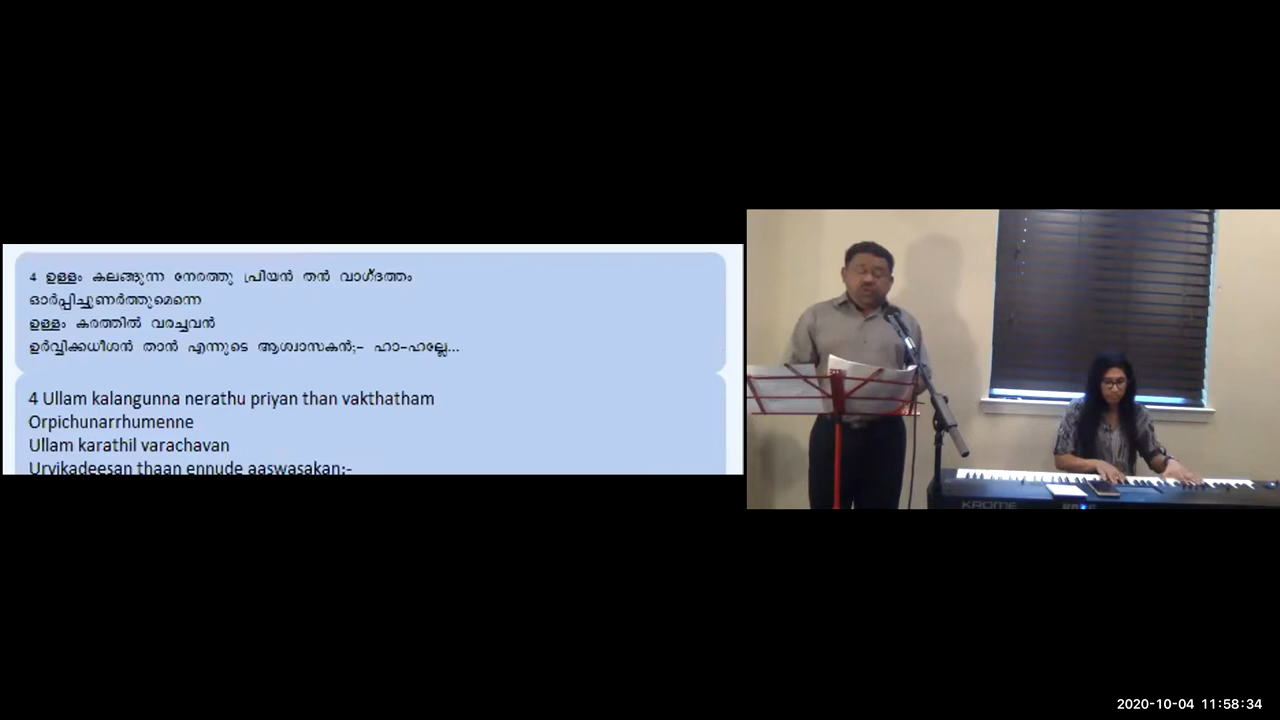 4 ഉള്ളം കലങ്ങുന്ന നേരത്തു പ്രിയൻ തൻ വാഗ്ദത്തം
ഓർപ്പിച്ചുണർത്തുമെന്നെ
ഉള്ളം കരത്തിൽ വരച്ചവൻ
ഉർവ്വിക്കധീശൻ താൻ എന്നുടെ ആശ്വാസകൻ;- ഹാ-ഹല്ലേ...
4 Ullam kalangunna nerathu priyan than vakthatham
Orpichunarrhumenne
Ullam karathil varachavan
Urvikadeesan thaan ennude aaswasakan:-
KROME
2020-10-04 11:58:34